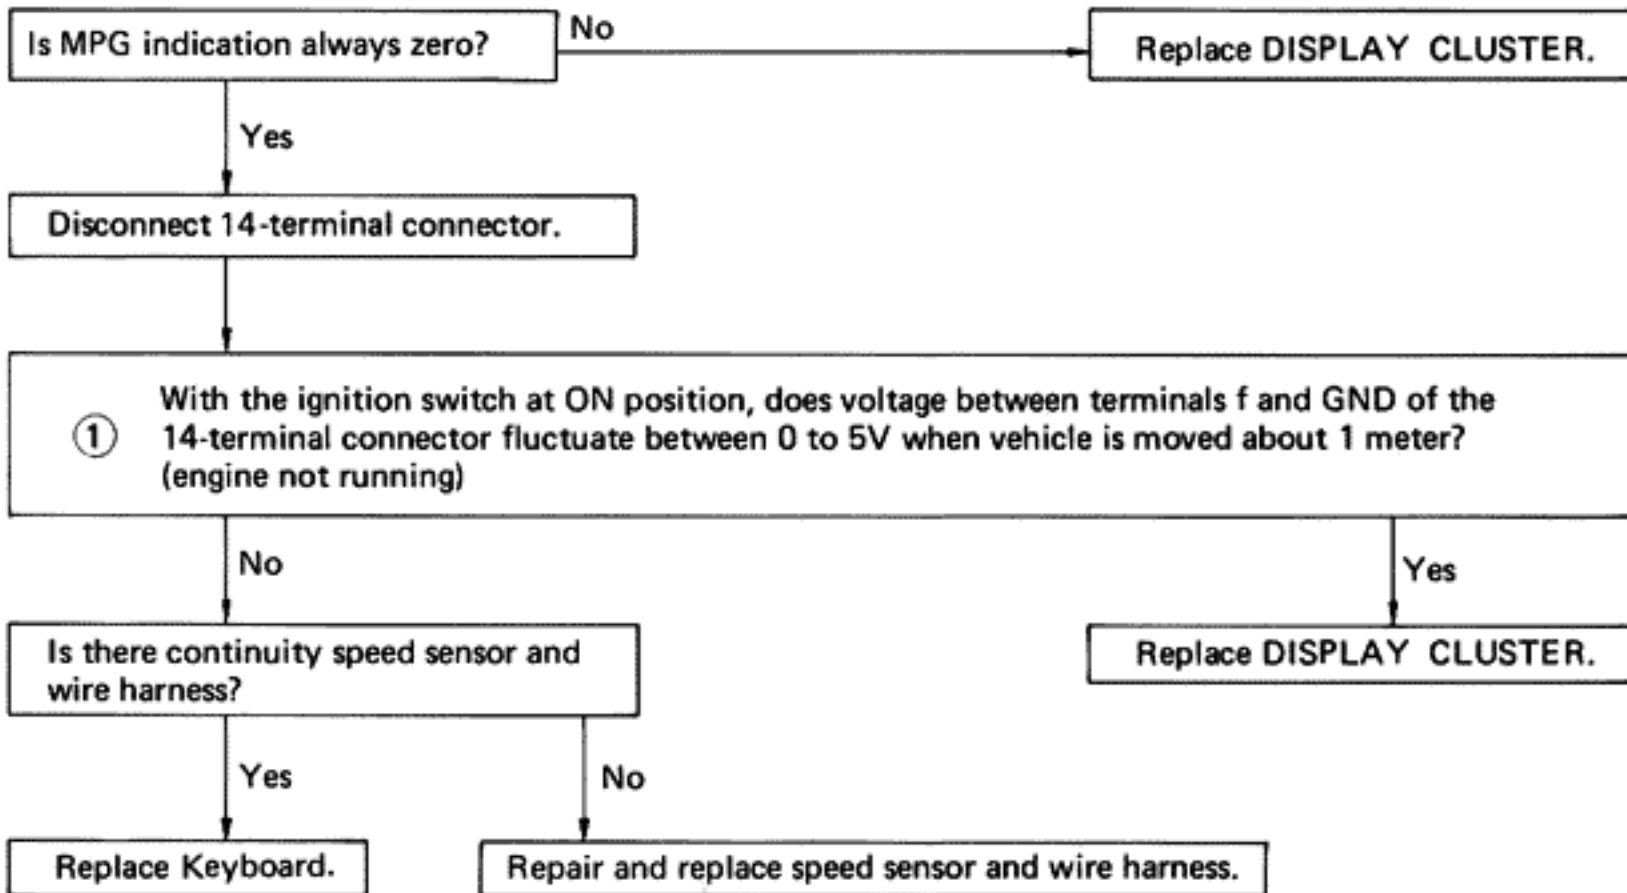 Is MPG indication always zero?
No
Replace DISPLAY CLUSTER.
Yes
Disconnect 14-terminal connector.
1
With the ignition switch at ON position, does voltage between terminals f and GND of the
14-terminal connector fluctuate between 0 to 5V when vehicle is moved about 1 meter?
(engine not running)
No
Yes
Is there continuity speed sensor and
wire harness?
Replace DISPLAY CLUSTER.
Yes
No
Replace Keyboard.
Repair and replace speed sensor and wire harness.